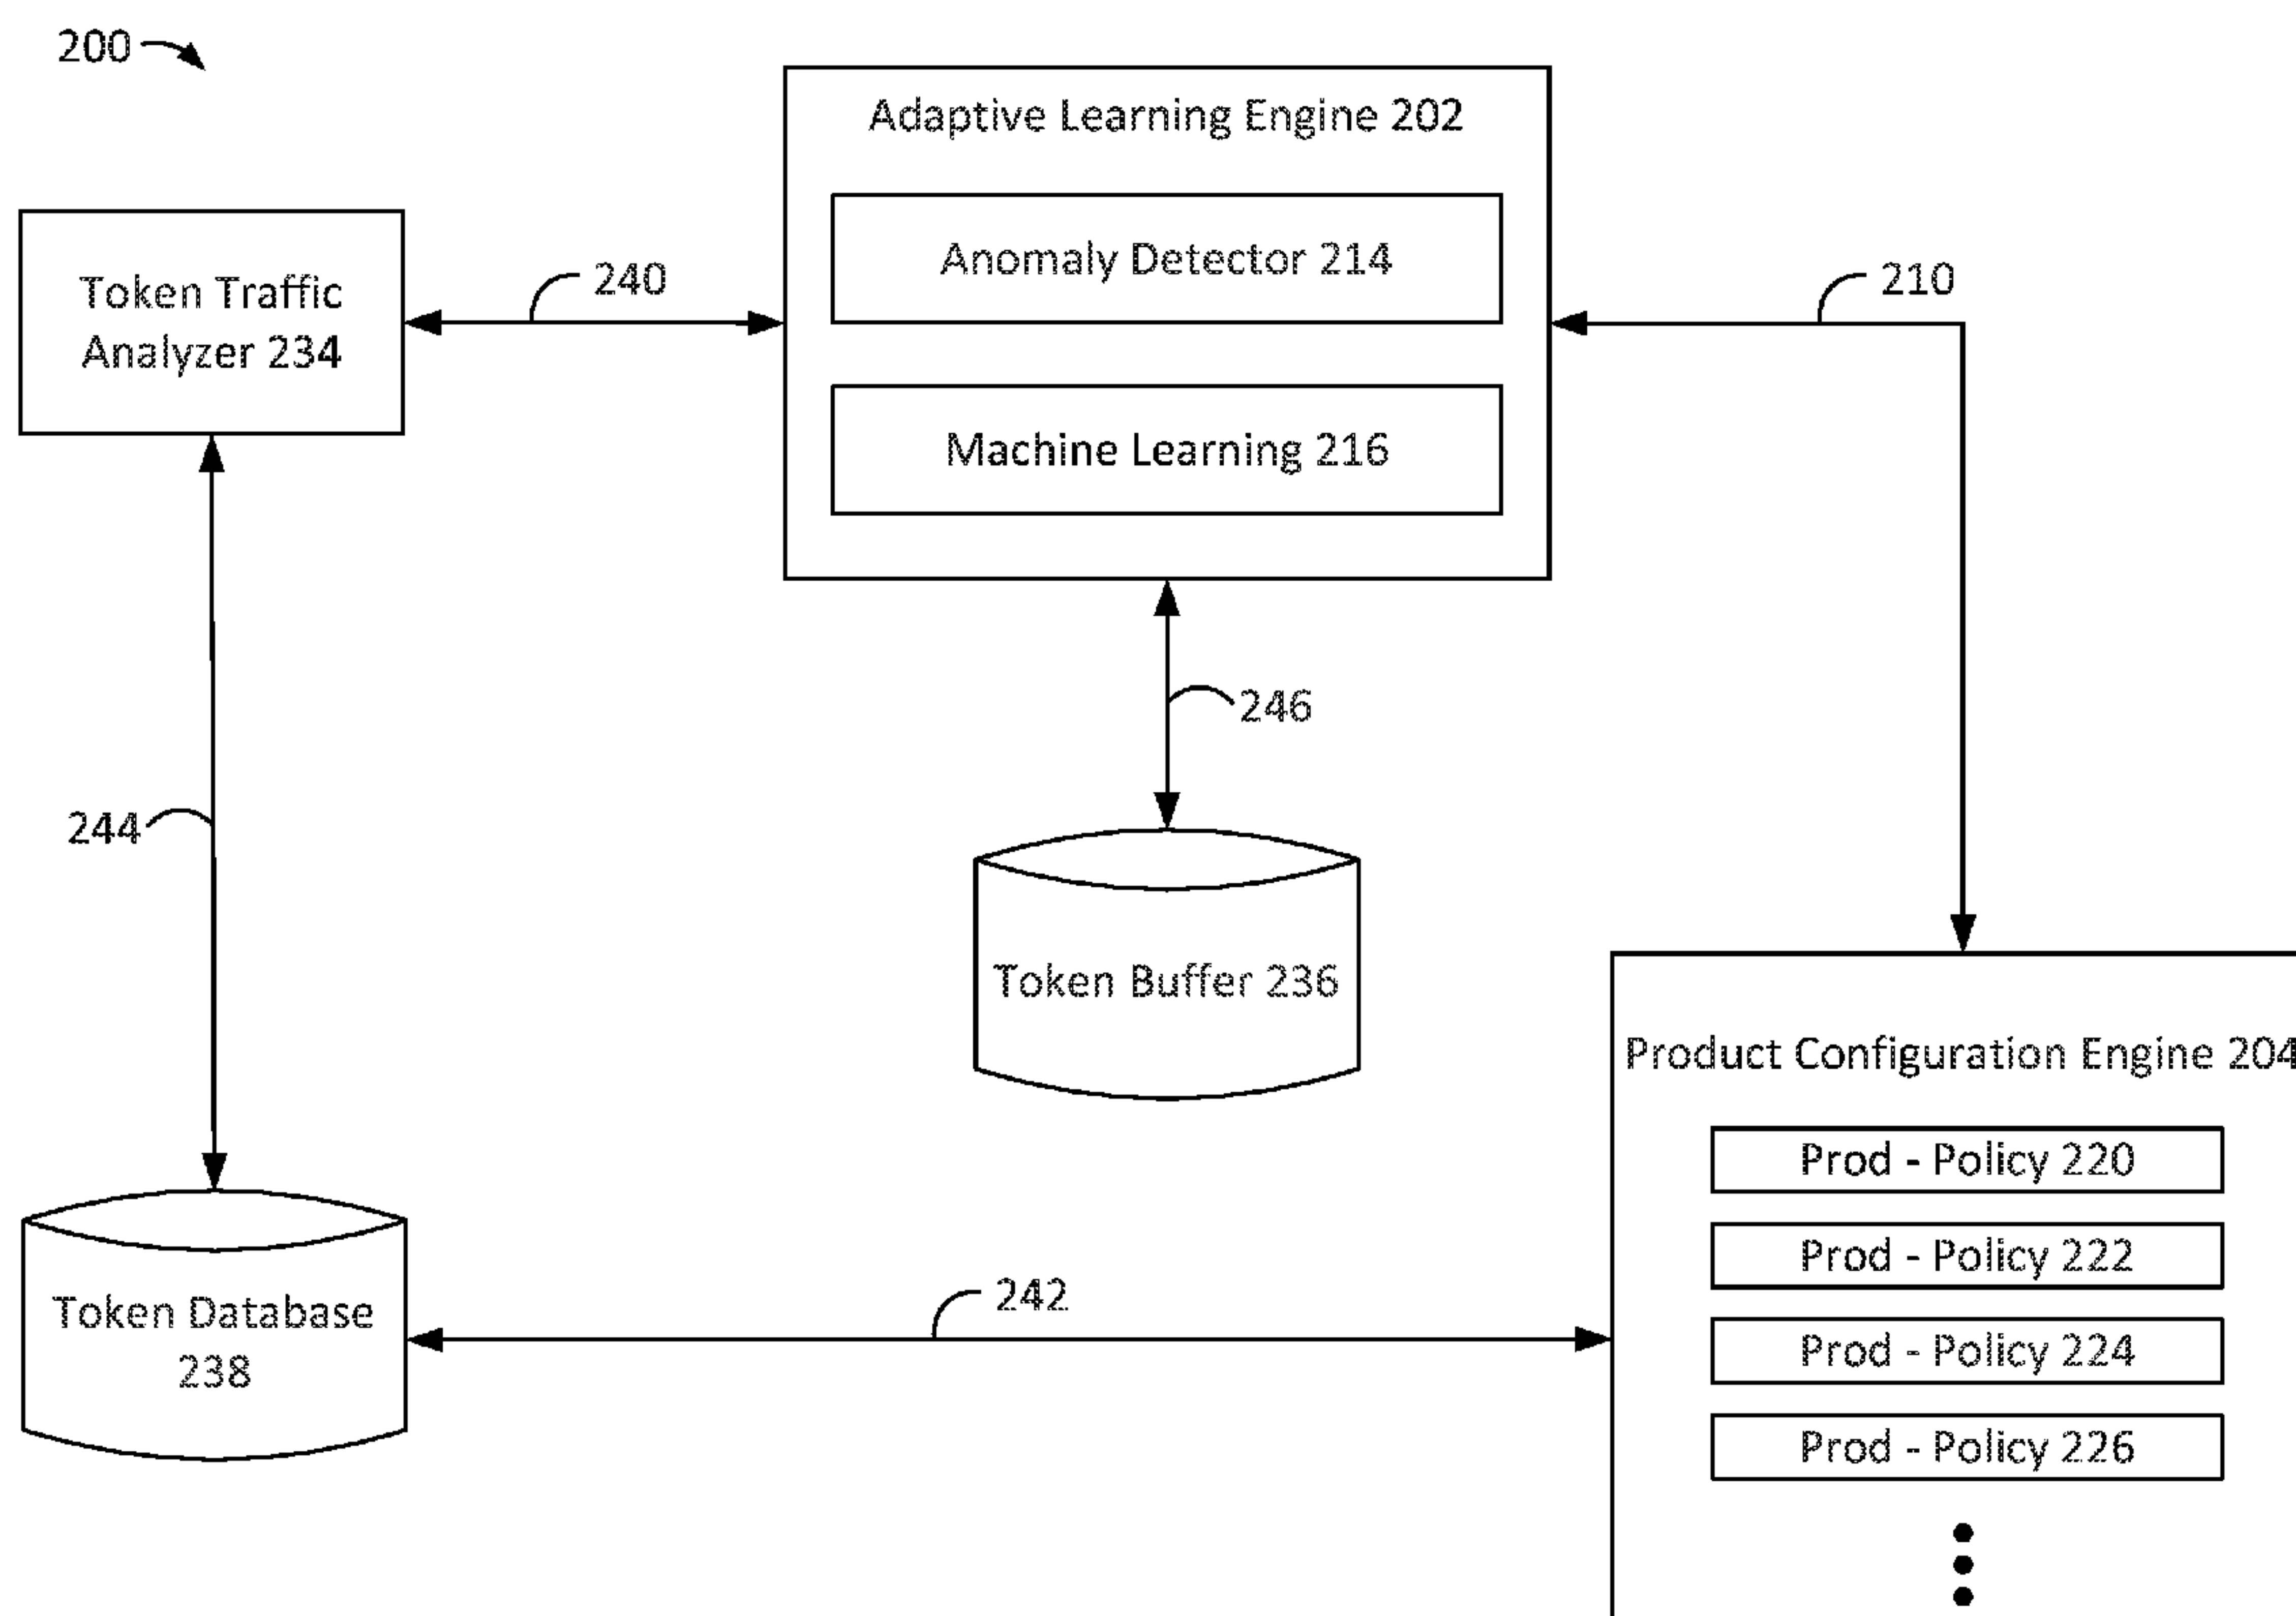 200
Adaptive Learning Engine 202
Anomaly Detector 214
Machine Learning 216
Token Traffic
Analyzer 234
240
210
246
244
Token Buffer 236
Product Configuration Engine 204
Prod - Policy 220
Prod - Policy 222
Prod - Policy 224
Prod - Policy 226
Token Database
238
242